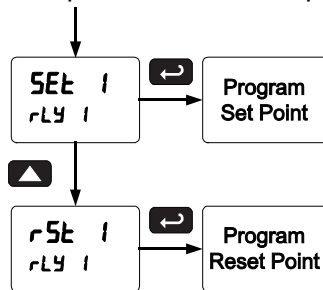 SEt 1
rLY 1
Program
Set Point
rSt 1
rLY 1
Program
Reset Point